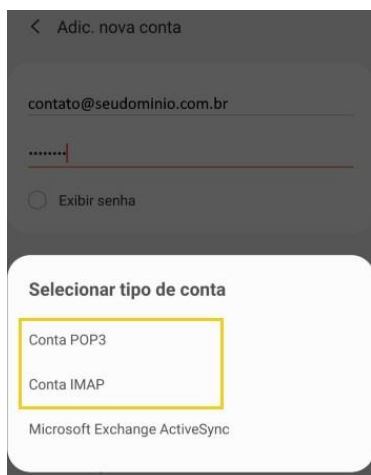 Adic. nova conta
contato@seudominio.com.br
••••••••
Exibir senha
Selecionar tipo de conta
Conta POP3
Conta IMAP
Microsoft Exchange ActiveSync